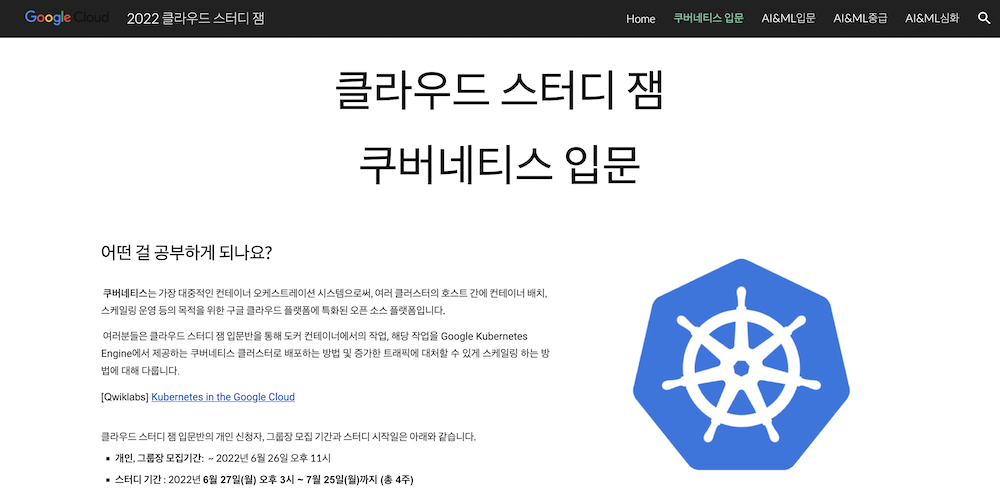 Google Cloud 2022 클라우드 스터디 잼 Home 쿠버네티스 입문 AI&ML입문 AI&ML중급 AI&ML심화
클라우드 스터디 잼
쿠버네티스 입문
어떤 걸 공부하게 되나요?
쿠버네티스는 가장 대중적인 컨테이너 오케스트레이션 시스템으로써, 여러 클러스터의 호스트 간에 컨테이너 배치,
스케일링 운영 등의 목적을 위한 구글 클라우드 플랫폼에 특화된 오픈 소스 플랫폼입니다.
여러분들은 클라우드 스터디 잼 입문반을 통해 도커 컨테이너에서의 작업, 해당 작업을 Google Kubernetes
Engine에서 제공하는 쿠버네티스 클러스터로 배포하는 방법 및 증가한 트래픽에 대처할 수 있게 스케일링 하는 방
법에 대해 다룹니다.
[Qwiklabs] Kubernetes in the Google Cloud
클라우드 스터디 잼 입문반의 개인 신청자, 그룹장 모집 기간과 스터디 시작일은 아래와 같습니다.
▪ 개인, 그룹장 모집기간: ~ 2022년 6월 26일 오후 11시
▪ 스터디 기간 : 2022년 6월 27일(월) 오후 3시 ~ 7월 25일(월)까지 (총 4주)